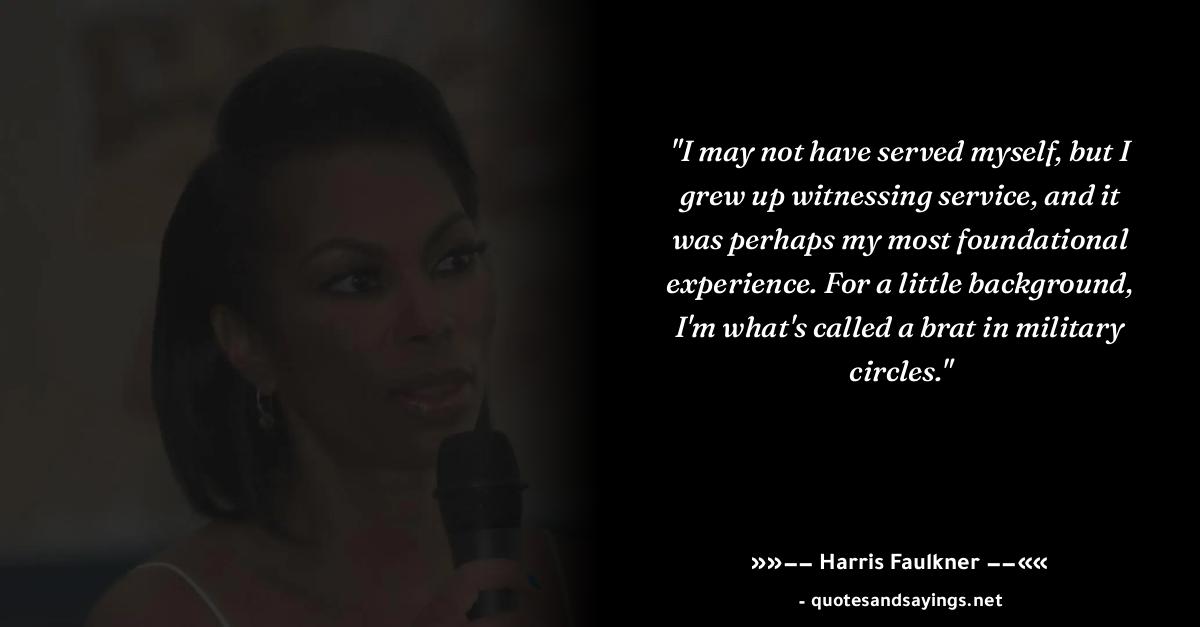 "I may not have served myself, but I
grew up witnessing service, and it
was perhaps my most foundational
experience. For a little background,
I'm what's called a brat in military
circles."
»»–– Harris Faulkner ––««
- quotesandsayings.net